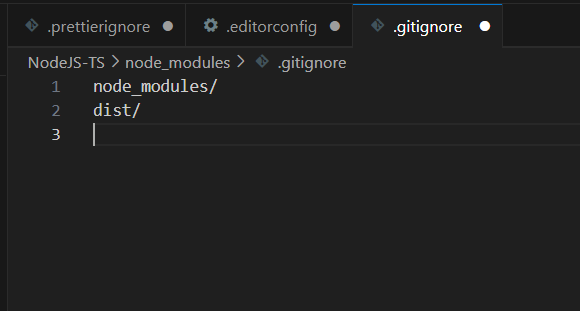 .prettierignore .editorconfig .gitignore
NodeJS-TS > node_modules > .gitignore
1 node_modules/
2 dist/
3